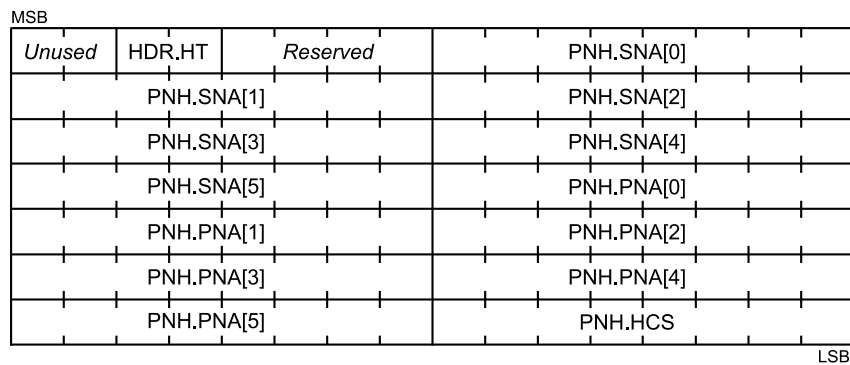 MSB
Unused HDR.HT Reserved PNH.SNA[0]
PNH.SNA[1] PNH.SNA[2]
PNH.SNA[3] PNH.SNA[4]
PNH.SNA[5] PNH.PNA[0]
PNH.PNA[1] PNH.PNA[2]
PNH.PNA[3] PNH.PNA[4]
PNH.PNA[5] PNH.HCS
LSB